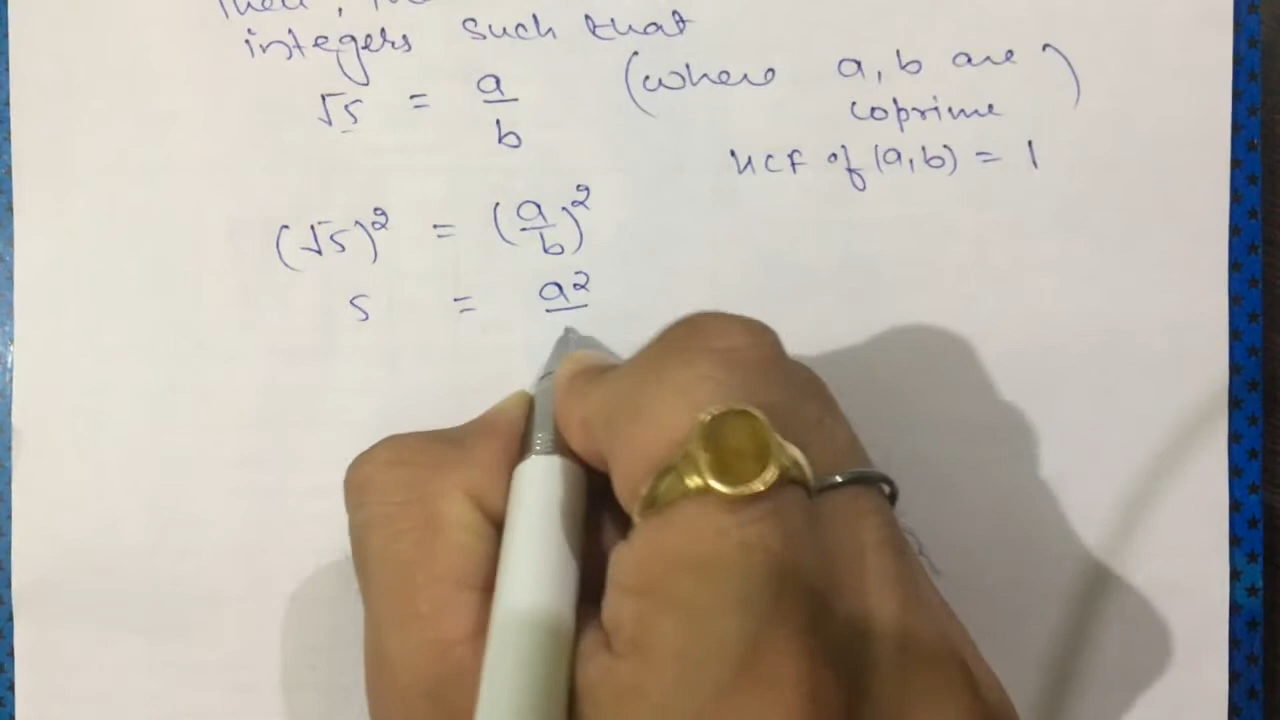 integers such that
√5 = a/b (where a, b are coprime)
HCF of (a,b) = 1
(√5)² = (a/b)²
5 = a²